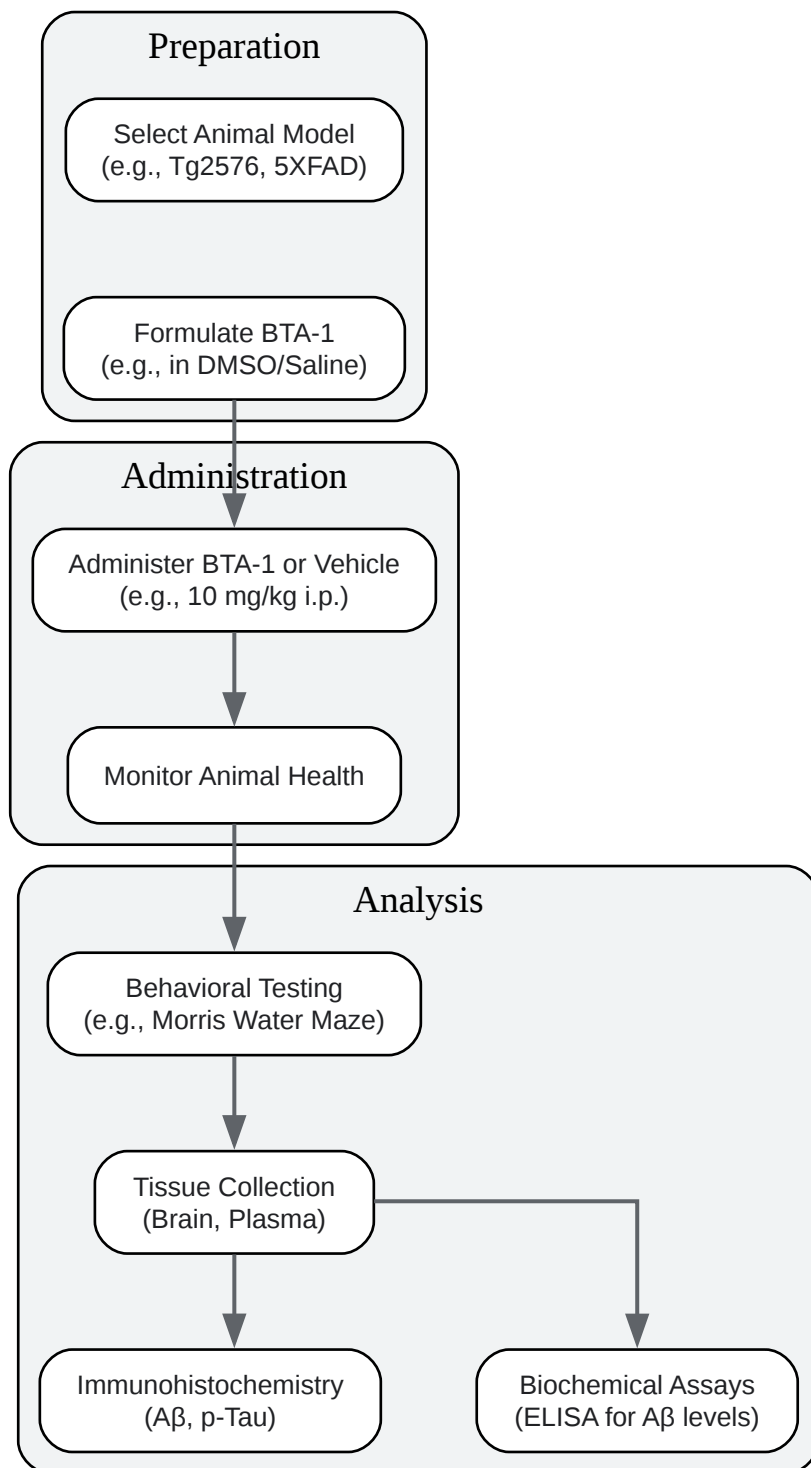 Preparation
Select Animal Model
(e.g., Tg2576, 5XFAD)
Formulate BTA-1
(e.g., in DMSO/Saline)
Administration
Administer BTA-1 or Vehicle
(e.g., 10 mg/kg i.p.)
Monitor Animal Health
Analysis
Behavioral Testing
(e.g., Morris Water Maze)
Tissue Collection
(Brain, Plasma)
Immunohistochemistry
(Aβ, p-Tau)
Biochemical Assays
(ELISA for Aβ levels)